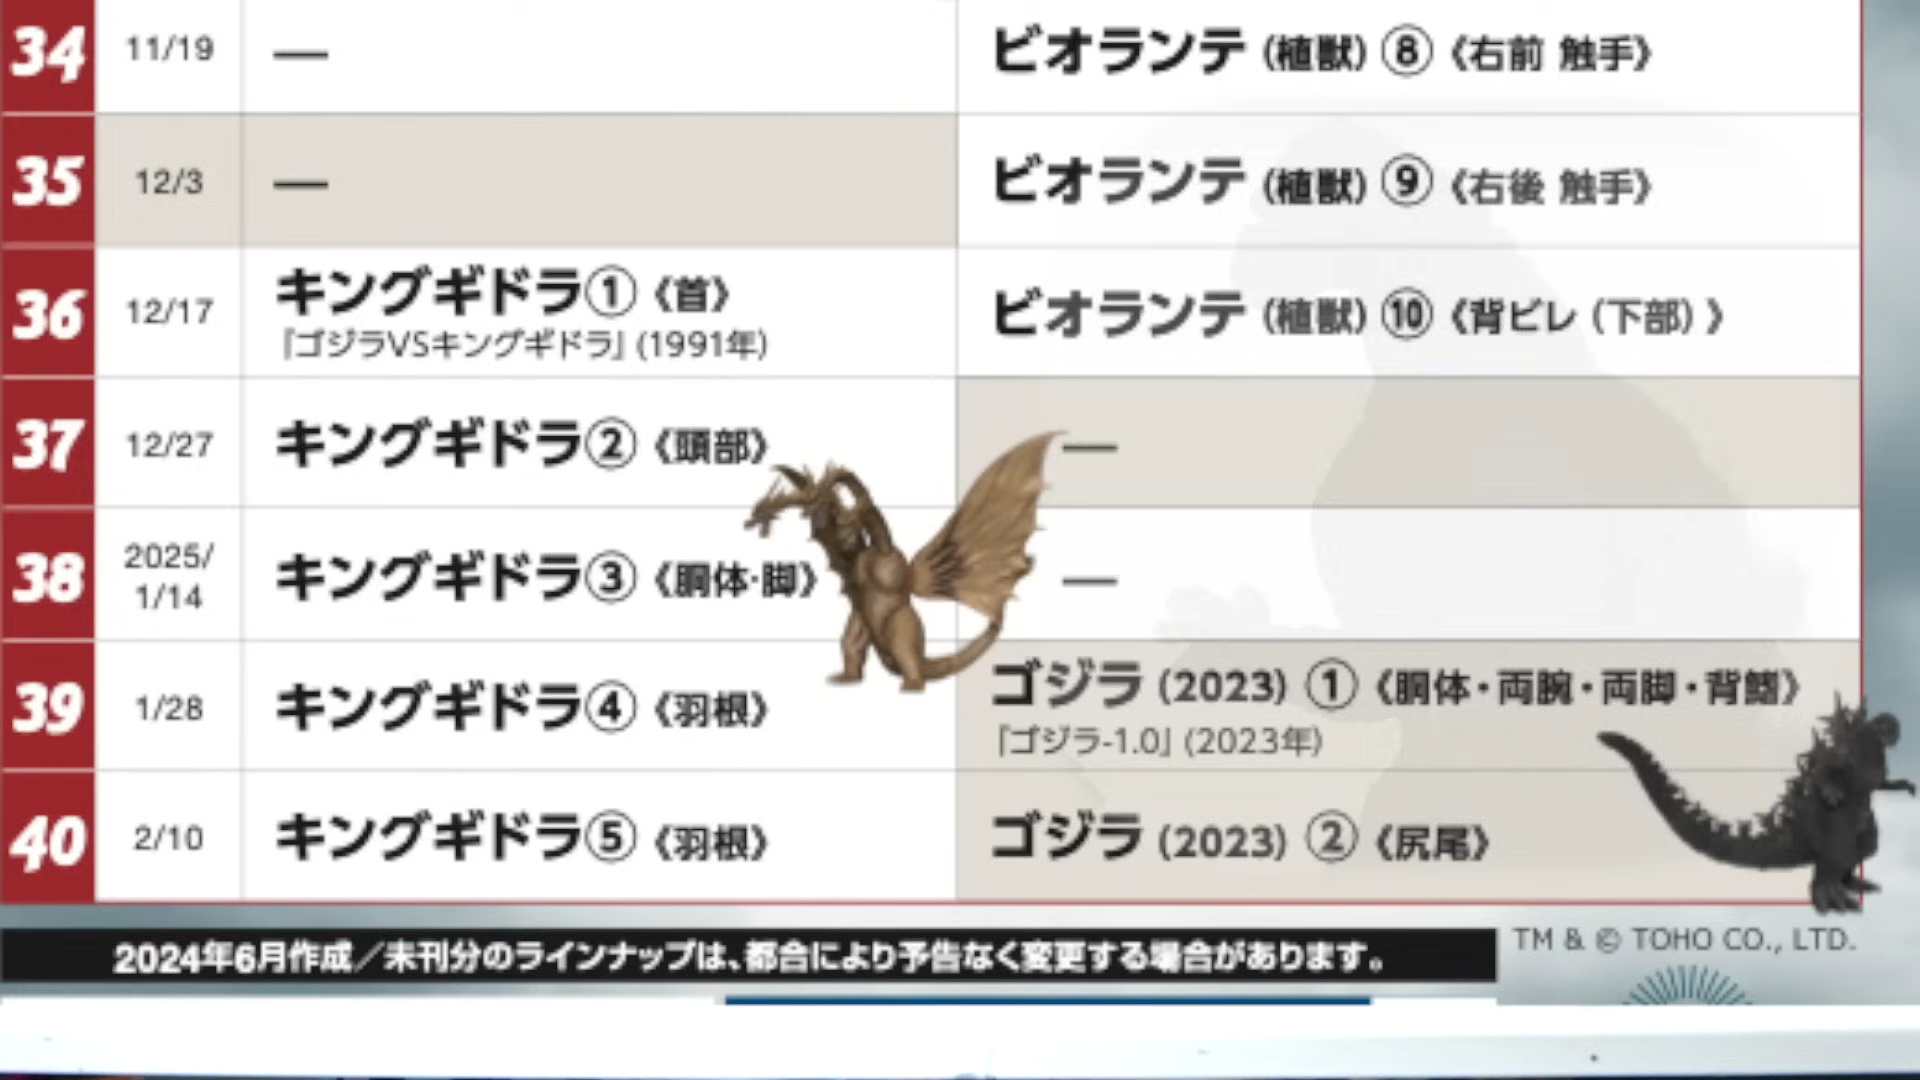 34 11/19 — ビオランテ (植獣) ⑧《右前 触手》
35 12/3 — ビオランテ (植獣) ⑨《右後 触手》
36 12/17 キングギドラ①《首》 ビオランテ (植獣) ⑩《背ビレ（下部）》
『ゴジラVSキングギドラ』(1991年)
37 12/27 キングギドラ②《頭部》 —
38 2025/ キングギドラ③《胴体·脚》 —
1/14
39 1/28 キングギドラ④《羽根》 ゴジラ (2023) ①《胴体・両腕・両脚・背鰭》
『ゴジラ-1.0』(2023年)
40 2/10 キングギドラ⑤《羽根》 ゴジラ (2023) ②《尻尾》
2024年6月作成／未刊分のラインナップは、都合により予告なく変更する場合があります。
TM & © TOHO CO., LTD.